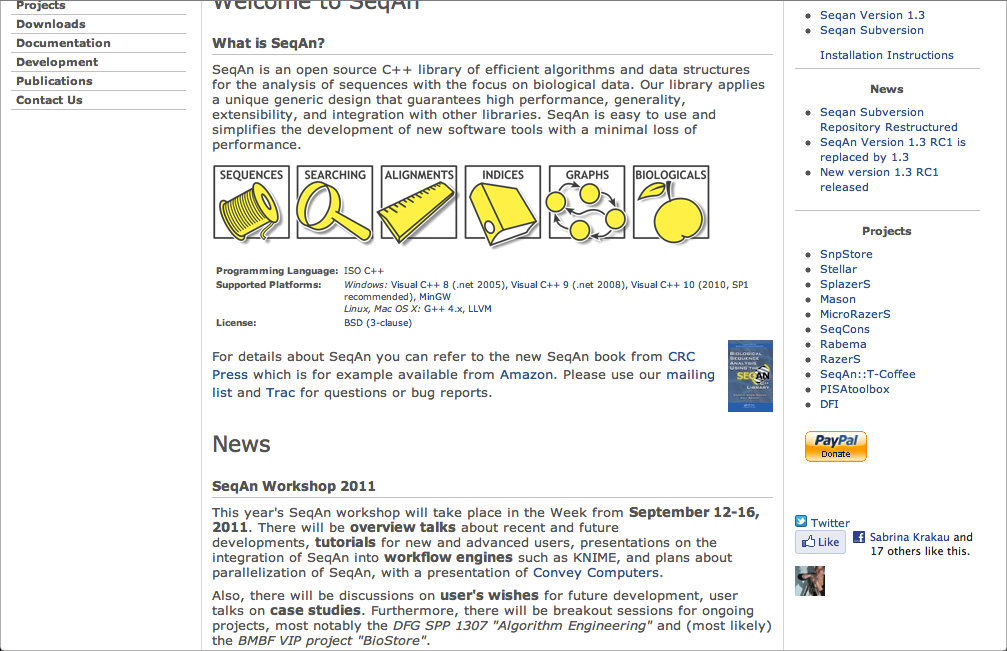 Projects
Downloads
Documentation
Development
Publications
Contact Us
Welcome to SeqAn
What is SeqAn?
SeqAn is an open source C++ library of efficient algorithms and data structures
for the analysis of sequences with the focus on biological data. Our library applies
a unique generic design that guarantees high performance, generality,
extensibility, and integration with other libraries. SeqAn is easy to use and
simplifies the development of new software tools with a minimal loss of
performance.
SEQUENCES SEARCHING ALIGNMENTS INDICES GRAPHS BIOLOGICALS
Programming Language: ISO C++
Supported Platforms: Windows: Visual C++ 8 (.net 2005), Visual C++ 9 (.net 2008), Visual C++ 10 (2010, SP1
recommended), MinGW
Linux, Mac OS X: G++ 4.x, LLVM
License: BSD (3-clause)
For details about SeqAn you can refer to the new SeqAn book from CRC
Press which is for example available from Amazon. Please use our mailing
list and Trac for questions or bug reports.
BIOLOGICAL
SEQUENCE
ANALYSIS
USING THE
SEQAN
C++
LIBRARY
News
SeqAn Workshop 2011
This year's SeqAn workshop will take place in the Week from September 12-16,
2011. There will be overview talks about recent and future
developments, tutorials for new and advanced users, presentations on the
integration of SeqAn into workflow engines such as KNIME, and plans about
parallelization of SeqAn, with a presentation of Convey Computers.
Also, there will be discussions on user's wishes for future development, user
talks on case studies. Furthermore, there will be breakout sessions for ongoing
projects, most notably the DFG SPP 1307 "Algorithm Engineering" and (most likely)
the BMBF VIP project "BioStore".
Seqan Version 1.3
Seqan Subversion
Installation Instructions
News
Seqan Subversion
Repository Restructured
SeqAn Version 1.3 RC1 is
replaced by 1.3
New version 1.3 RC1
released
Projects
SnpStore
Stellar
SplazerS
Mason
MicroRazerS
SeqCons
Rabema
RazerS
SeqAn::T-Coffee
PISAtoolbox
DFI
PayPal
Donate
Twitter
Like
Sabrina Krakau and
17 others like this.